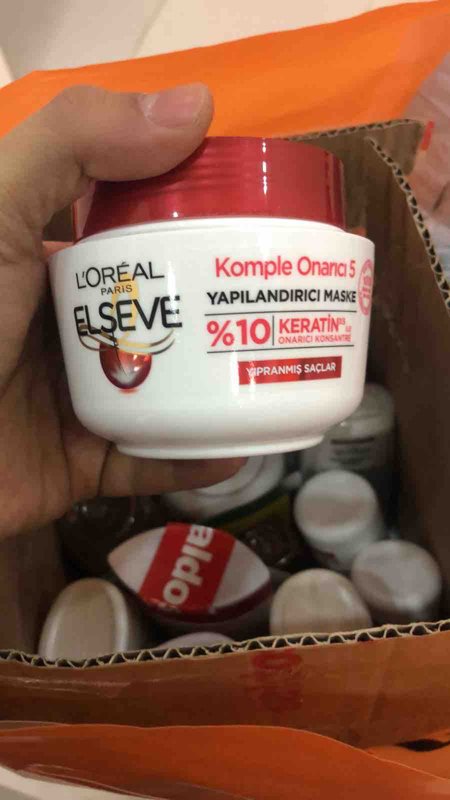 L'ORÉAL
PARIS
ELSEVE
Komple Onarıcı 5
YAPILANDIRICI MASKE
%10 KERATİN
ONARICI KONSANTRE
YIPRANMIŞ SAÇLAR
aldo